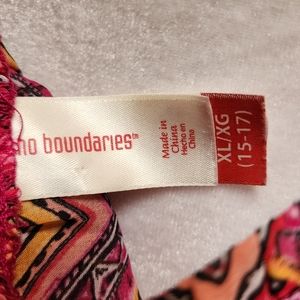 no boundaries™
Made in
China
Hecho en
China
XL/XG
(15-17)